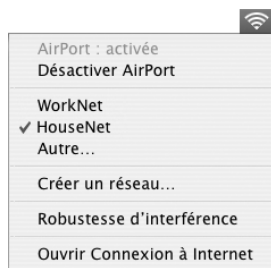 AirPort : activée
Désactiver AirPort
WorkNet
✓ HouseNet
Autre...
Créer un réseau...
Robustesse d'interférence
Ouvrir Connexion à Internet